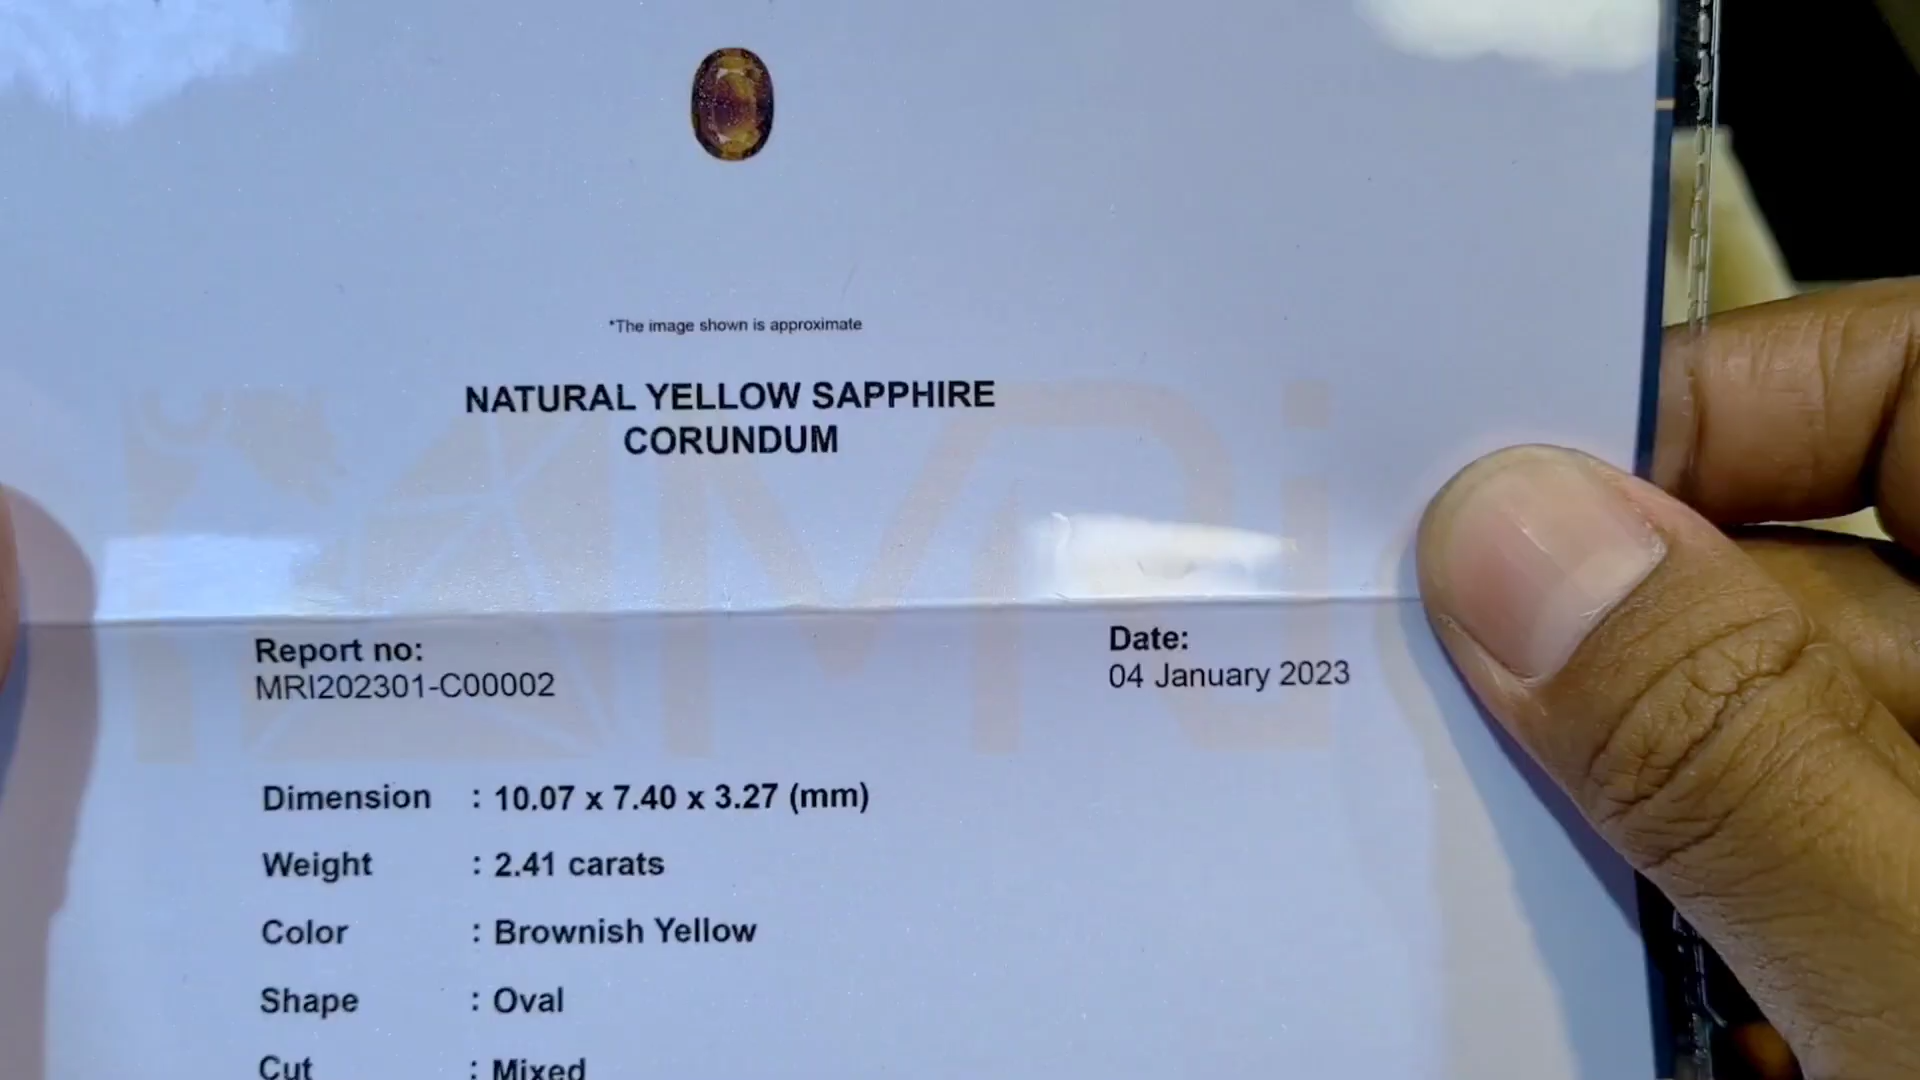 *The image shown is approximate
NATURAL YELLOW SAPPHIRE
CORUNDUM
MRi
Report no:
MRI202301-C00002
Date:
04 January 2023
Dimension : 10.07 x 7.40 x 3.27 (mm)
Weight : 2.41 carats
Color : Brownish Yellow
Shape : Oval
Cut : Mixed